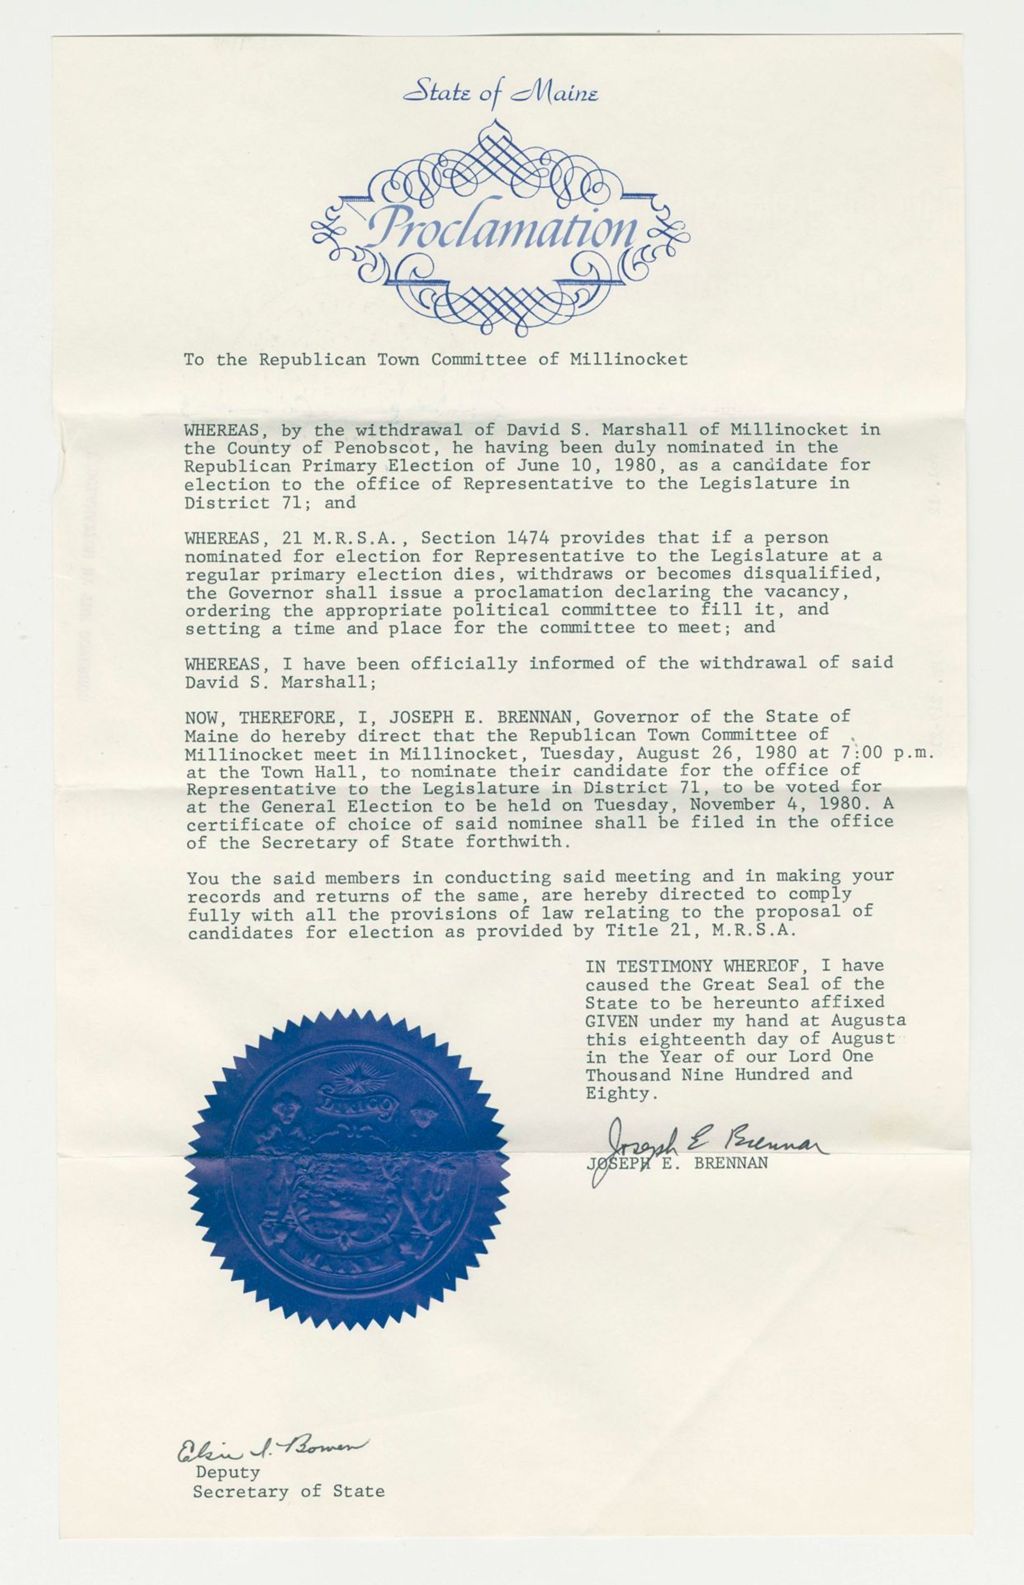 State of Maine
Proclamation
To the Republican Town Committee of Millinocket
WHEREAS, by the withdrawal of David S. Marshall of Millinocket in
the County of Penobscot, he having been duly nominated in the
Republican Primary Election of June 10, 1980, as a candidate for
election to the office of Representative to the Legislature in
District 71; and
WHEREAS, 21 M.R.S.A., Section 1474 provides that if a person
nominated for election for Representative to the Legislature at a
regular primary election dies, withdraws or becomes disqualified,
the Governor shall issue a proclamation declaring the vacancy,
ordering the appropriate political committee to fill it, and
setting a time and place for the committee to meet; and
WHEREAS, I have been officially informed of the withdrawal of said
David S. Marshall;
NOW, THEREFORE, I, JOSEPH E. BRENNAN, Governor of the State of
Maine do hereby direct that the Republican Town Committee of
Millinocket meet in Millinocket, Tuesday, August 26, 1980 at 7:00 p.m.
at the Town Hall, to nominate their candidate for the office of
Representative to the Legislature in District 71, to be voted for
at the General Election to be held on Tuesday, November 4, 1980. A
certificate of choice of said nominee shall be filed in the office
of the Secretary of State forthwith.
You the said members in conducting said meeting and in making your
records and returns of the same, are hereby directed to comply
fully with all the provisions of law relating to the proposal of
candidates for election as provided by Title 21, M.R.S.A.
IN TESTIMONY WHEREOF, I have
caused the Great Seal of the
State to be hereunto affixed
GIVEN under my hand at Augusta
this eighteenth day of August
in the Year of our Lord One
Thousand Nine Hundred and
Eighty.
Joseph E Brennan
JOSEPH E. BRENNAN
DIRIGO
MAINE
Elsie I. Bowen
Deputy
Secretary of State